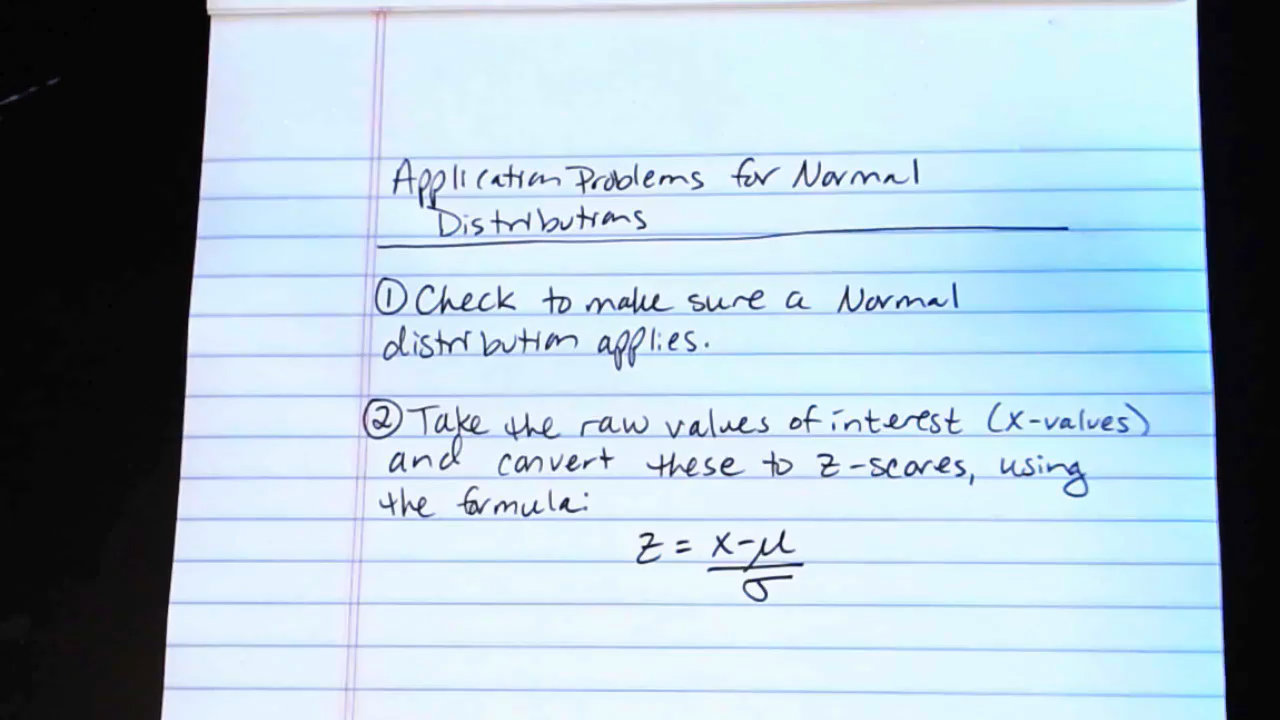 Application Problems for Normal
Distributions
① Check to make sure a Normal
distribution applies.
② Take the raw values of interest (x-values)
and convert these to z-scores, using
the formula:
z = x-μ
σ